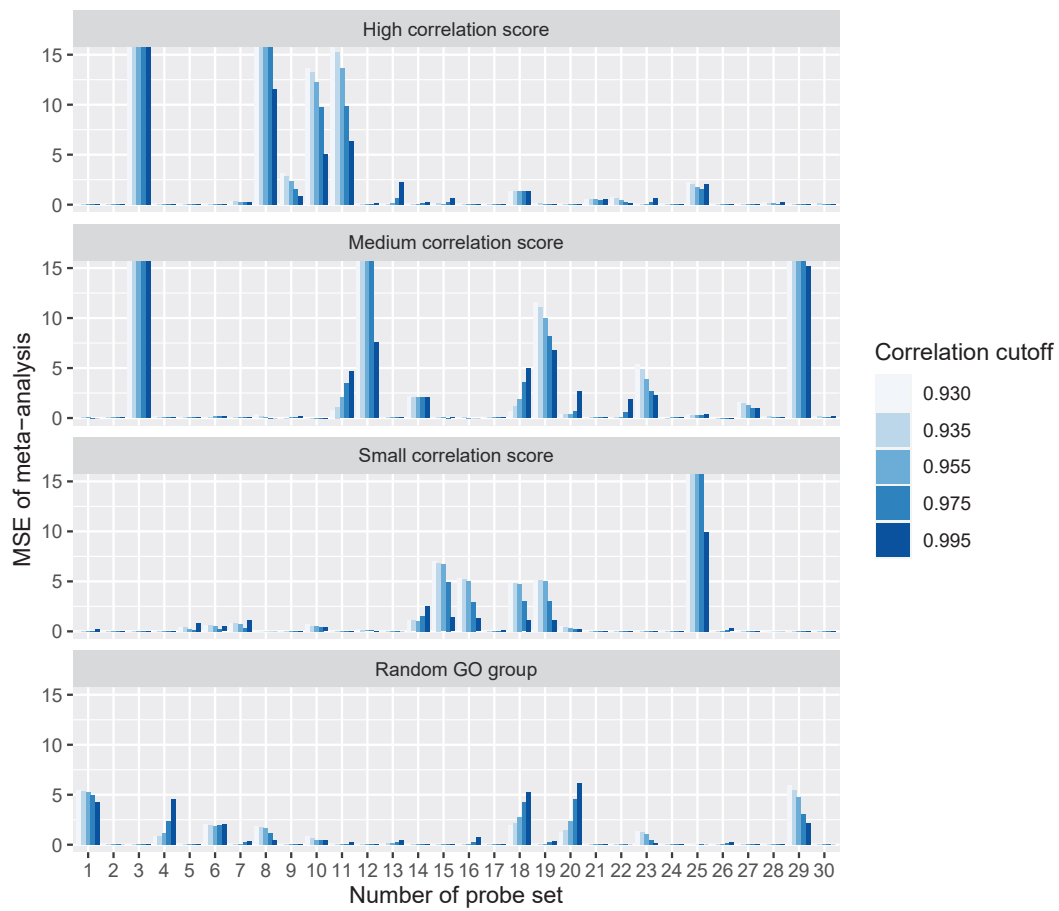 High correlation score
15
10
5
0
Medium correlation score
15
10
5
0
Small correlation score
15
10
5
0
Random GO group
15
10
5
0
1 2 3 4 5 6 7 8 9 10 11 12 13 14 15 16 17 18 19 20 21 22 23 24 25 26 27 28 29 30
Number of probe set
MSE of meta−analysis
Correlation cutoff
0.930
0.935
0.955
0.975
0.995